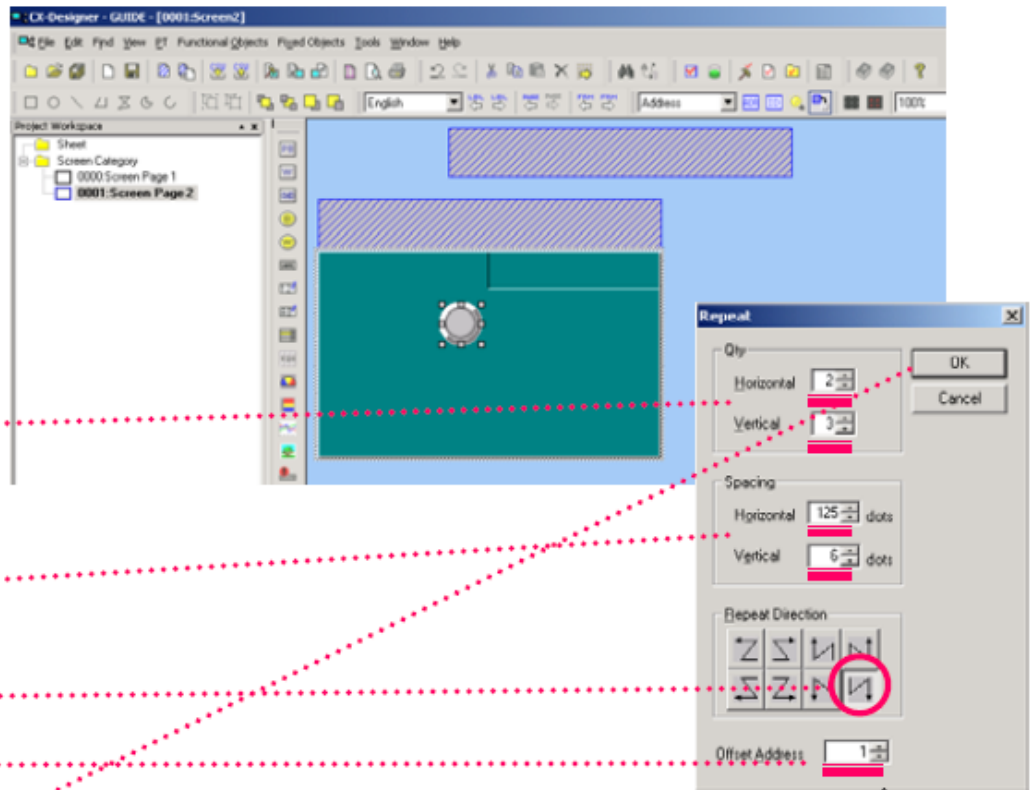 CX-Designer - GUIDE - [0001:Screen2]
File Edit Find View PT Functional Objects Fixed Objects Tools Window Help
English Address 100%
Project Workspace
Sheet
Screen Category
0000:Screen Page 1
0001:Screen Page 2
Repeat
Qty
Horizontal 2
Vertical 3
OK
Cancel
Spacing
Horizontal 125 dots
Vertical 6 dots
Repeat Direction
Offset Address 1